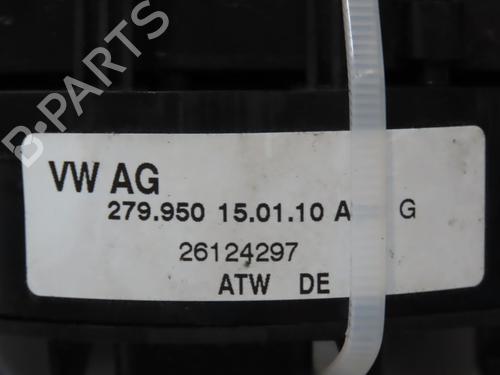 B-PARTS
VW AG
279.950 15.01.10 A G
26124297
ATW DE